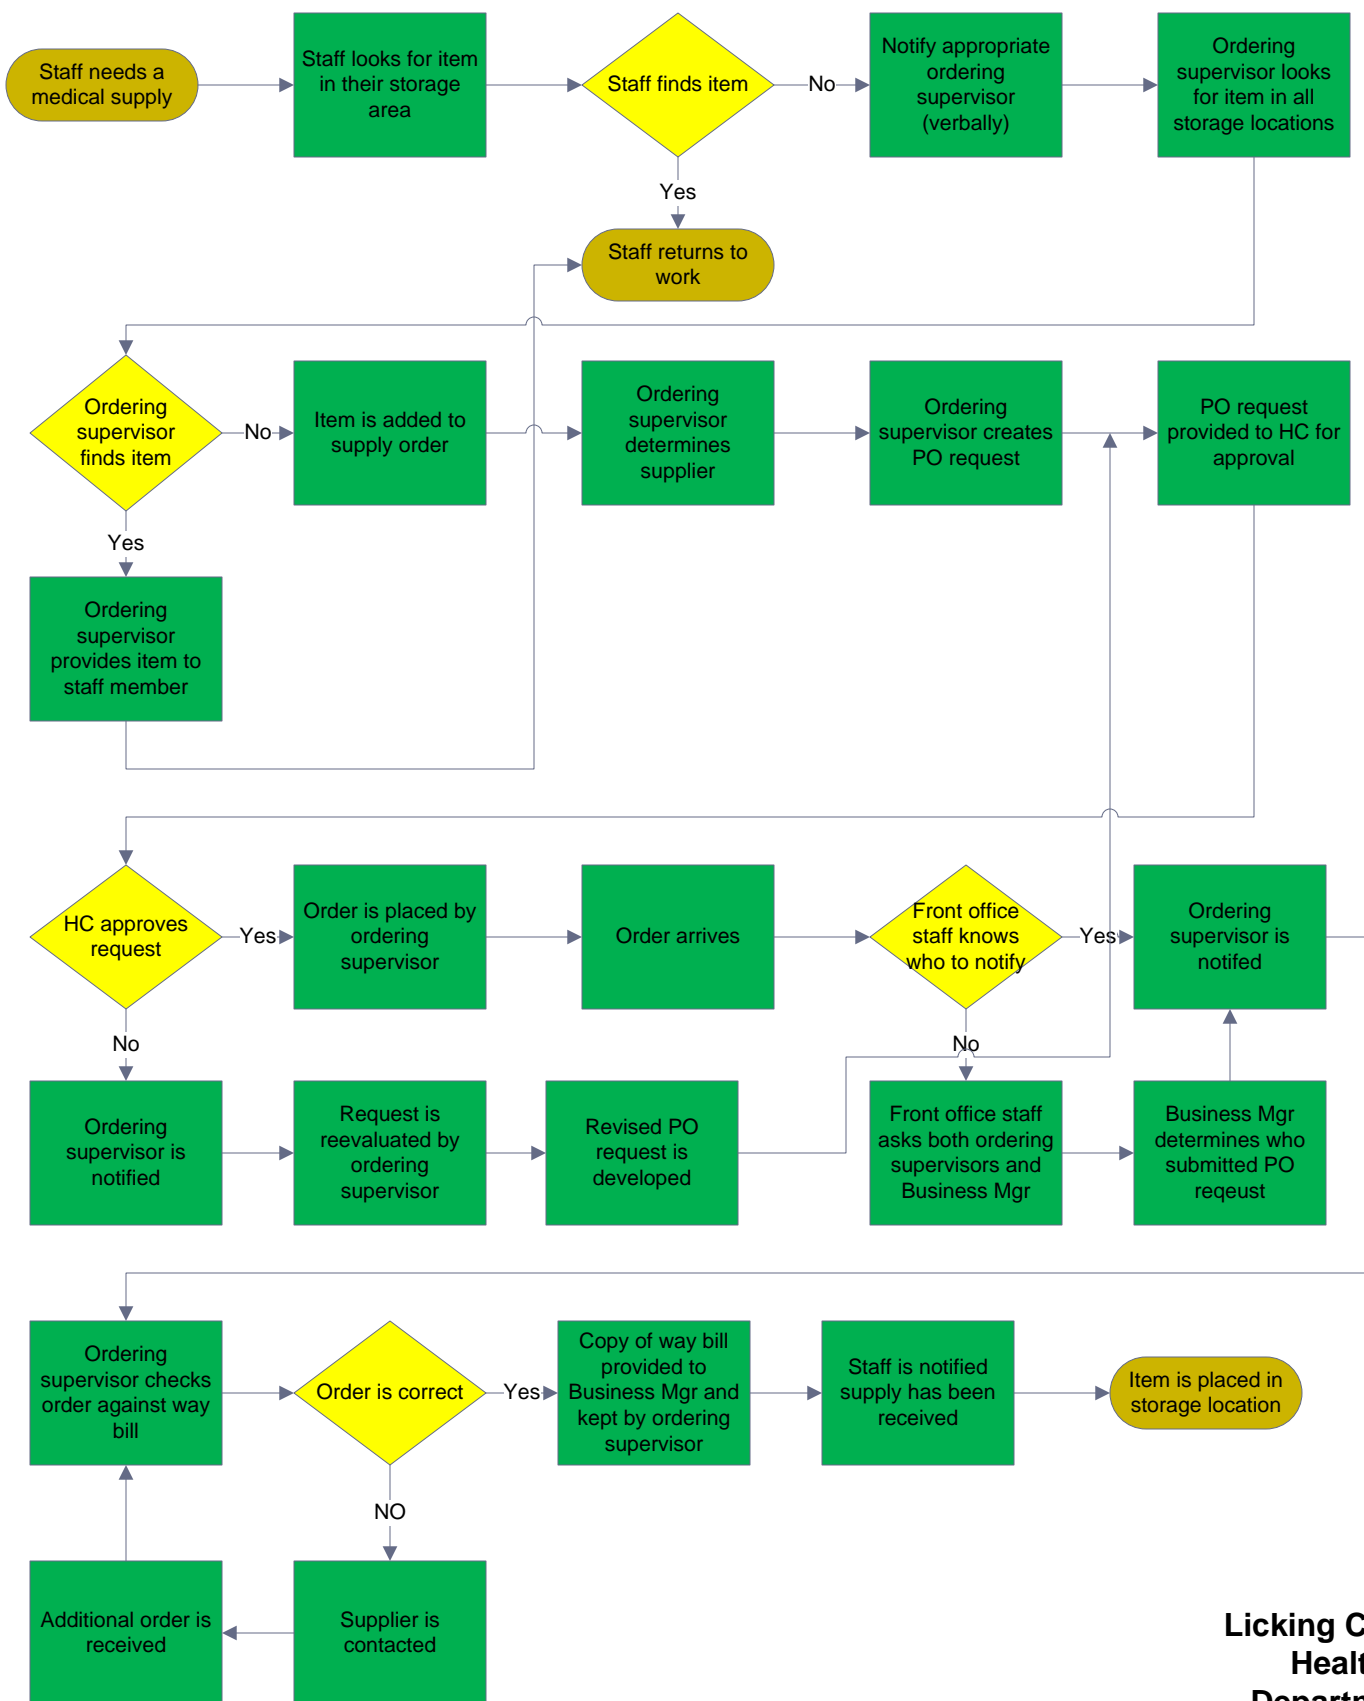 Staff needs a
medical supply
Staff looks for item
in their storage
area
Staff finds item
No
Notify appropriate
ordering
supervisor
(verbally)
Ordering
supervisor looks
for item in all
storage locations
Yes
Staff returns to
work
Ordering
supervisor
finds item
No
Item is added to
supply order
Ordering
supervisor
determines
supplier
Ordering
supervisor creates
PO request
PO request
provided to HC for
approval
Yes
Ordering
supervisor
provides item to
staff member
HC approves
request
Yes
Order is placed by
ordering
supervisor
Order arrives
Front office
staff knows
who to notify
Yes
Ordering
supervisor is
notifed
No
No
Ordering
supervisor is
notified
Request is
reevaluated by
ordering
supervisor
Revised PO
request is
developed
Front office staff
asks both ordering
supervisors and
Business Mgr
Business Mgr
determines who
submitted PO
reqeust
Ordering
supervisor checks
order against way
bill
Order is correct
Yes
Copy of way bill
provided to
Business Mgr and
kept by ordering
supervisor
Staff is notified
supply has been
received
Item is placed in
storage location
NO
Additional order is
received
Supplier is
contacted
Licking C
Healt
Departm